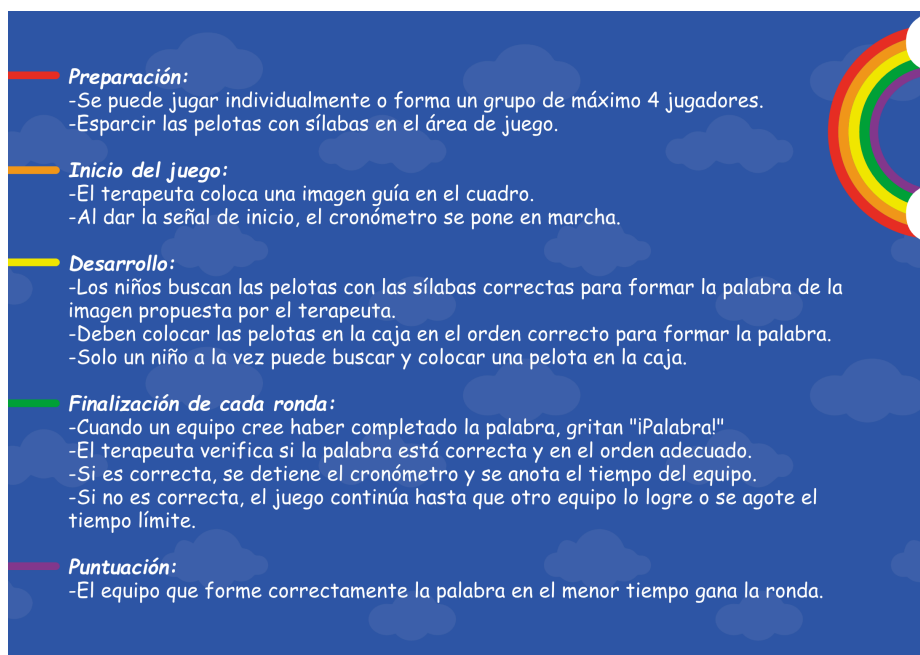 Preparación:
-Se puede jugar individualmente o forma un grupo de máximo 4 jugadores.
-Esparcir las pelotas con sílabas en el área de juego.
Inicio del juego:
-El terapeuta coloca una imagen guía en el cuadro.
-Al dar la señal de inicio, el cronómetro se pone en marcha.
Desarrollo:
-Los niños buscan las pelotas con las sílabas correctas para formar la palabra de la
imagen propuesta por el terapeuta.
-Deben colocar las pelotas en la caja en el orden correcto para formar la palabra.
-Solo un niño a la vez puede buscar y colocar una pelota en la caja.
Finalización de cada ronda:
-Cuando un equipo cree haber completado la palabra, gritan "¡Palabra!"
-El terapeuta verifica si la palabra está correcta y en el orden adecuado.
-Si es correcta, se detiene el cronómetro y se anota el tiempo del equipo.
-Si no es correcta, el juego continúa hasta que otro equipo lo logre o se agote el
tiempo límite.
Puntuación:
-El equipo que forme correctamente la palabra en el menor tiempo gana la ronda.